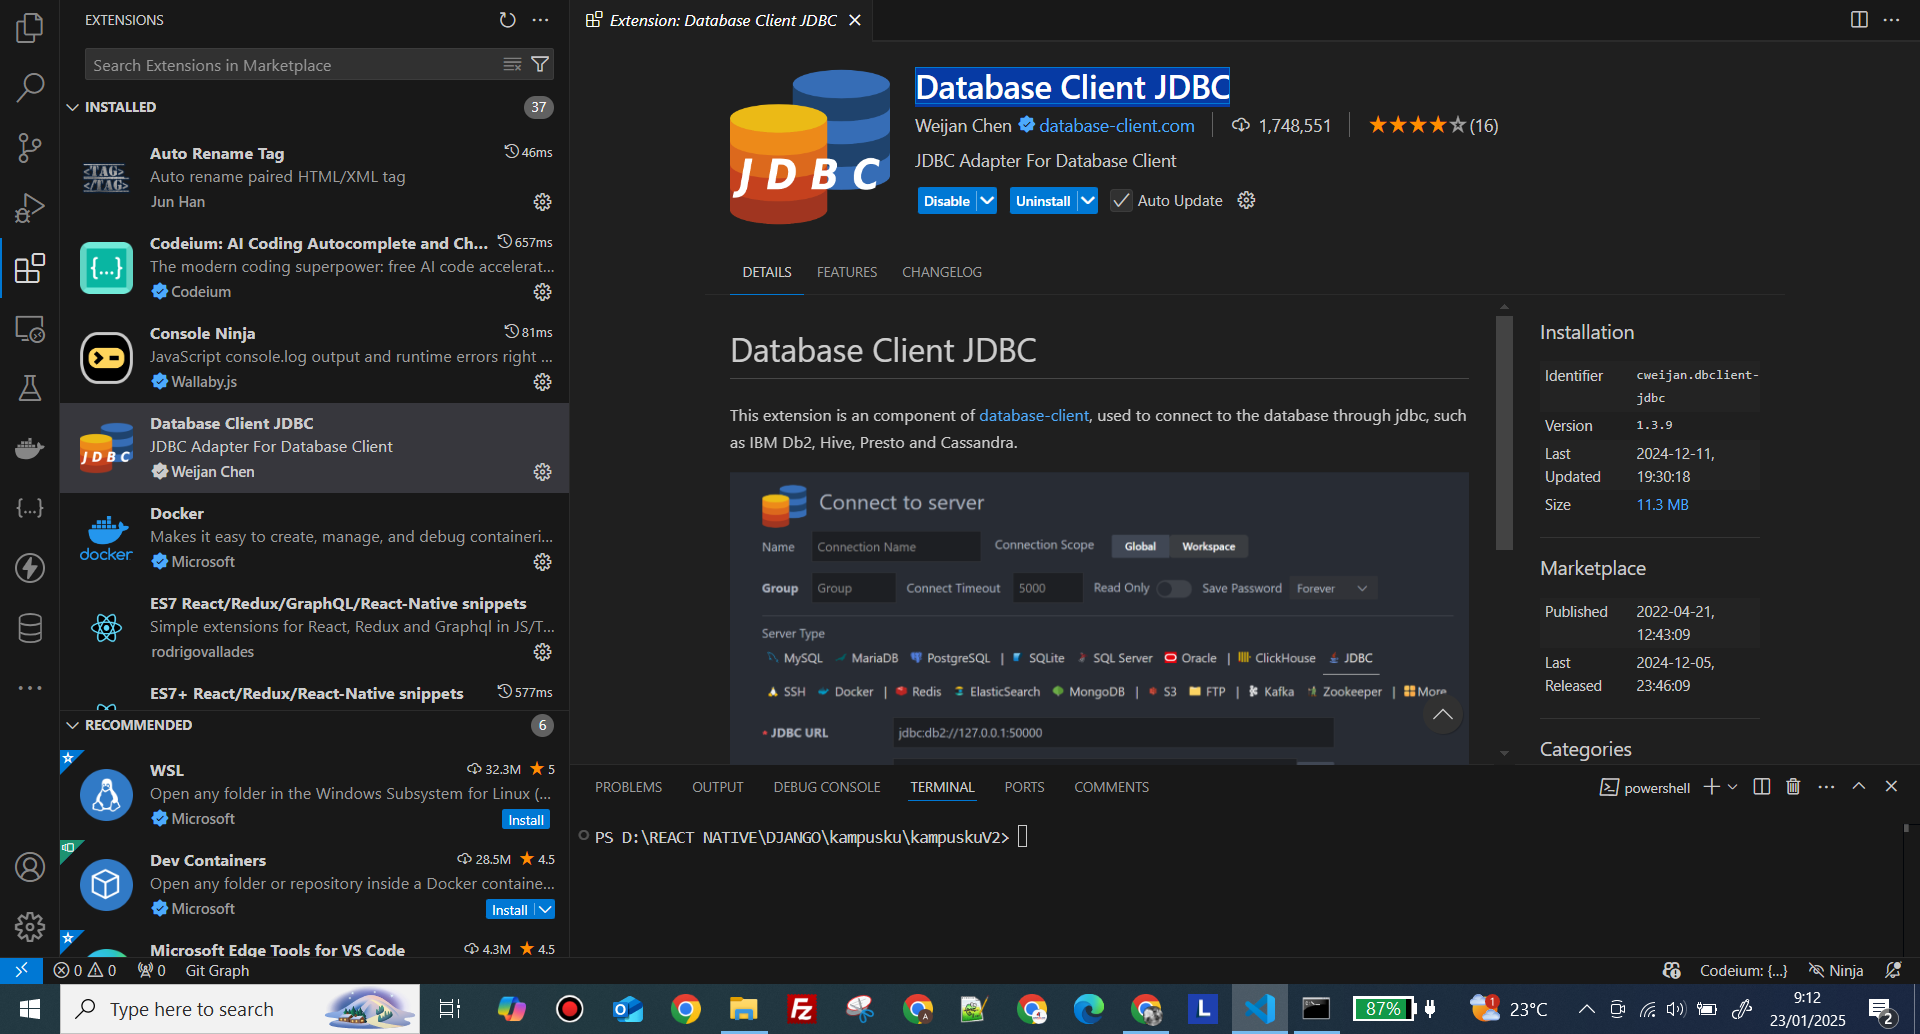 EXTENSIONS
Search Extensions in Marketplace
INSTALLED
37
<TAG>
</TAG>
Auto Rename Tag
46ms
Auto rename paired HTML/XML tag
Jun Han
{...}
Codeium: AI Coding Autocomplete and Ch...
657ms
The modern coding superpower: free AI code accelerat...
Codeium
Console Ninja
81ms
JavaScript console.log output and runtime errors right ...
Wallaby.js
JDBC
Database Client JDBC
JDBC Adapter For Database Client
Weijan Chen
docker
Docker
Makes it easy to create, manage, and debug containeri...
Microsoft
ES7 React/Redux/GraphQL/React-Native snippets
Simple extensions for React, Redux and Graphql in JS/T...
rodrigovallades
ES7+ React/Redux/React-Native snippets
577ms
RECOMMENDED
6
WSL
32.3M
5
Open any folder in the Windows Subsystem for Linux (...
Microsoft
Install
Dev Containers
28.5M
4.5
Open any folder or repository inside a Docker containe...
Microsoft
Install
Microsoft Edge Tools for VS Code
4.3M
4.5
Extension: Database Client JDBC
JDBC
Database Client JDBC
Weijan Chen
database-client.com
1,748,551
(16)
JDBC Adapter For Database Client
Disable
Uninstall
Auto Update
DETAILS
FEATURES
CHANGELOG
Database Client JDBC
This extension is an component of database-client, used to connect to the database through jdbc, such
as IBM Db2, Hive, Presto and Cassandra.
Connect to server
Name
Connection Name
Connection Scope
Global
Workspace
Group
Group
Connect Timeout
5000
Read Only
Save Password
Forever
Server Type
MySQL
MariaDB
PostgreSQL |
SQLite
SQL Server
Oracle |
ClickHouse
JDBC
SSH
Docker |
Redis
ElasticSearch
MongoDB |
S3
FTP |
Kafka
Zookeeper |
More
* JDBC URL
jdbc:db2://127.0.0.1:50000
Installation
Identifier
cweijan.dbclient-
jdbc
Version
1.3.9
Last
Updated
2024-12-11,
19:30:18
Size
11.3 MB
Marketplace
Published
2022-04-21,
12:43:09
Last
Released
2024-12-05,
23:46:09
Categories
PROBLEMS
OUTPUT
DEBUG CONSOLE
TERMINAL
PORTS
COMMENTS
powershell
PS D:\REACT NATIVE\DJANGO\kampusku\kampuskuV2>
0
0
0
Git Graph
Codeium: {...}
Ninja
Type here to search
87%
1
23°C
9:12
23/01/2025
2